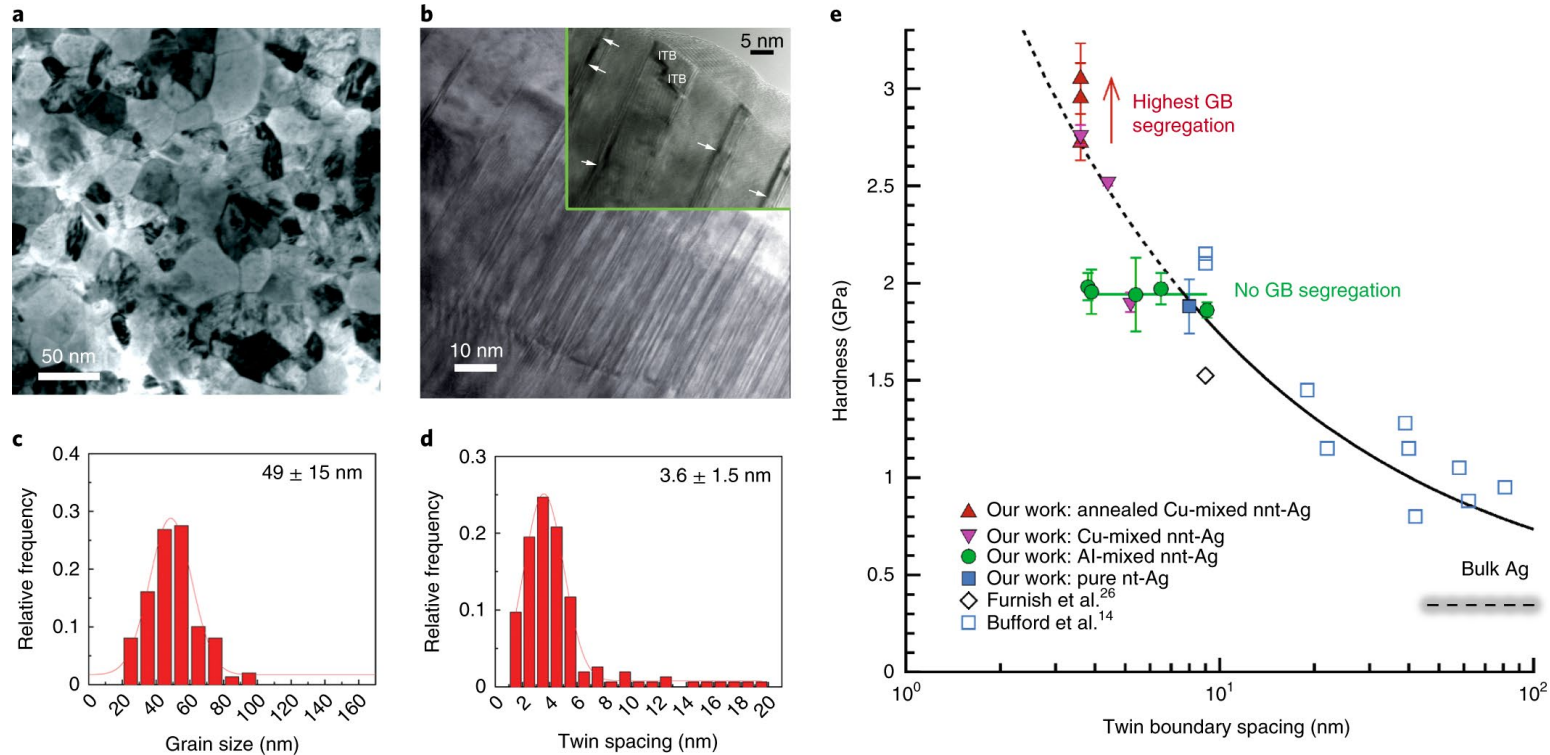 a
50 nm
b
5 nm
ITB
ITB
10 nm
c
49 ± 15 nm
Relative frequency
0.4
0.3
0.2
0.1
0
0
20
40
60
80
100
120
140
160
Grain size (nm)
d
3.6 ± 1.5 nm
Relative frequency
0.3
0.2
0.1
0
0
2
4
6
8
10
12
14
16
18
20
Twin spacing (nm)
e
Hardness (GPa)
3
2.5
2
1.5
1
0.5
0
Highest GB
segregation
No GB segregation
Our work: annealed Cu-mixed nnt-Ag
Our work: Cu-mixed nnt-Ag
Our work: Al-mixed nnt-Ag
Our work: pure nt-Ag
Furnish et al.²⁶
Bufford et al.¹⁴
Bulk Ag
10⁰
10¹
10²
Twin boundary spacing (nm)